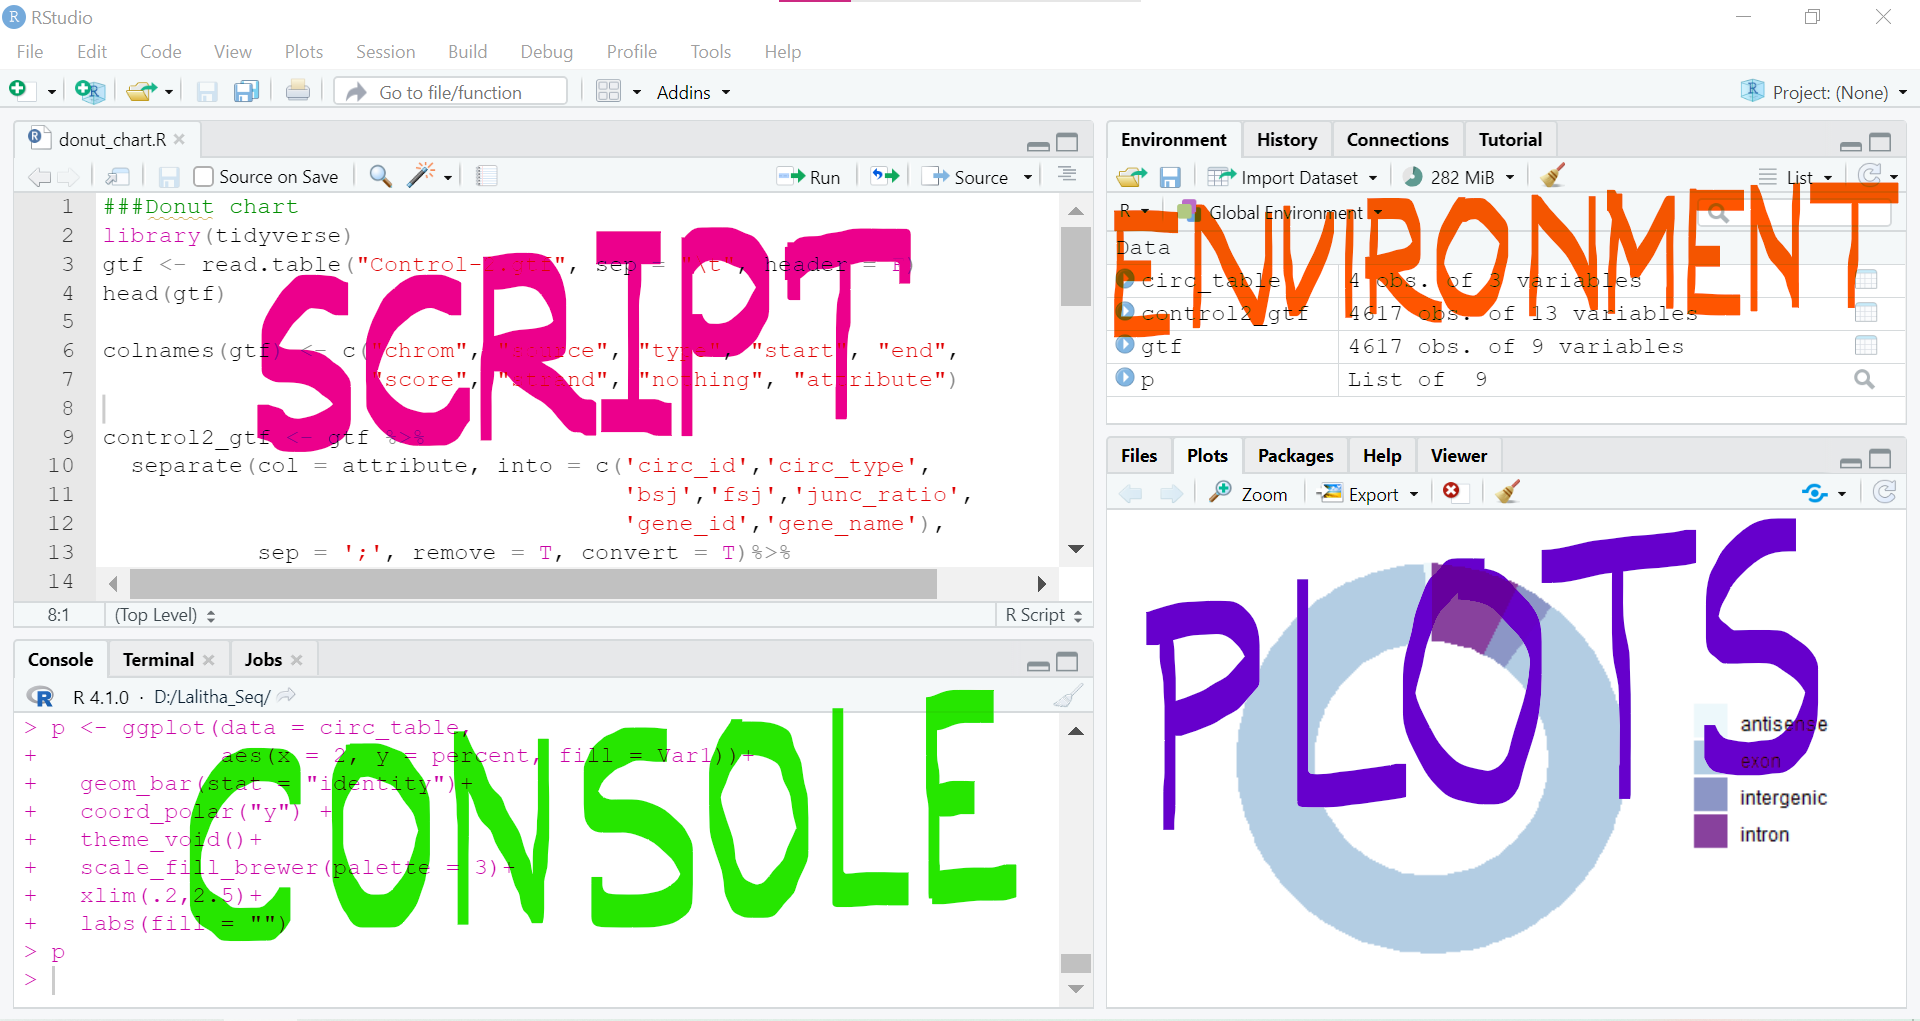 RStudio
File Edit Code View Plots Session Build Debug Profile Tools Help
Go to file/function Addins Project: (None)
donut_chart.R
Source on Save Run Source
1 ###Donut chart
2 library(tidyverse)
3 gtf <- read.table("Control-2.gtf", sep = "\t", header = F)
4 head(gtf)
5
6 colnames(gtf) <- c("chrom", "source", "type", "start", "end",
7 "score", "strand", "nothing", "attribute")
8
9 control2_gtf <- gtf %>%
10 separate(col = attribute, into = c('circ_id','circ_type',
11 'bsj','fsj','junc_ratio',
12 'gene_id','gene_name'),
13 sep = ';', remove = T, convert = T)%>%
14
8:1 (Top Level) R Script
SCRIPT
Console Terminal Jobs
R 4.1.0 · D:/Lalitha_Seq/
> p <- ggplot(data = circ_table,
+ aes(x = 2, y = percent, fill = Var1))+
+ geom_bar(stat = "identity")+
+ coord_polar("y") +
+ theme_void()+
+ scale_fill_brewer(palette = 3)+
+ xlim(.2,2.5)+
+ labs(fill = "")
> p
>
CONSOLE
Environment History Connections Tutorial
Import Dataset 282 MiB List
R Global Environment
Data
circ_table 4 obs. of 3 variables
control2_gtf 4617 obs. of 13 variables
gtf 4617 obs. of 9 variables
p List of 9
ENVIRONMENT
Files Plots Packages Help Viewer
Zoom Export
PLOTS
antisense
exon
intergenic
intron